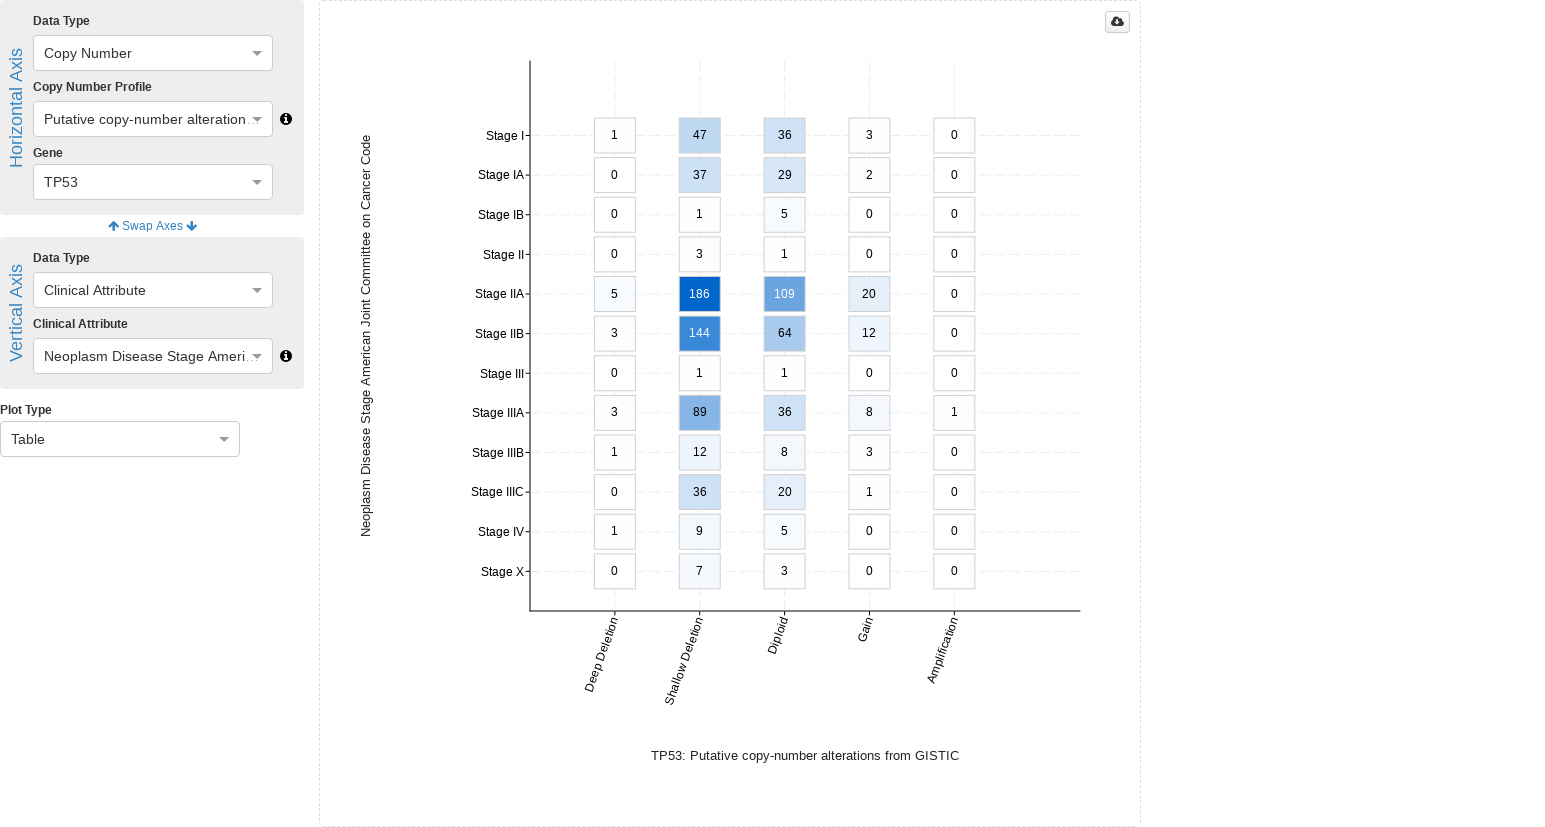 Horizontal Axis
Data Type
Copy Number
Copy Number Profile
Putative copy-number alteration...
Gene
TP53
Swap Axes
Vertical Axis
Data Type
Clinical Attribute
Clinical Attribute
Neoplasm Disease Stage Ameri...
Plot Type
Table
Neoplasm Disease Stage American Joint Committee on Cancer Code
Stage I 1 47 36 3 0
Stage IA 0 37 29 2 0
Stage IB 0 1 5 0 0
Stage II 0 3 1 0 0
Stage IIA 5 186 109 20 0
Stage IIB 3 144 64 12 0
Stage III 0 1 1 0 0
Stage IIIA 3 89 36 8 1
Stage IIIB 1 12 8 3 0
Stage IIIC 0 36 20 1 0
Stage IV 1 9 5 0 0
Stage X 0 7 3 0 0
Deep Deletion
Shallow Deletion
Diploid
Gain
Amplification
TP53: Putative copy-number alterations from GISTIC